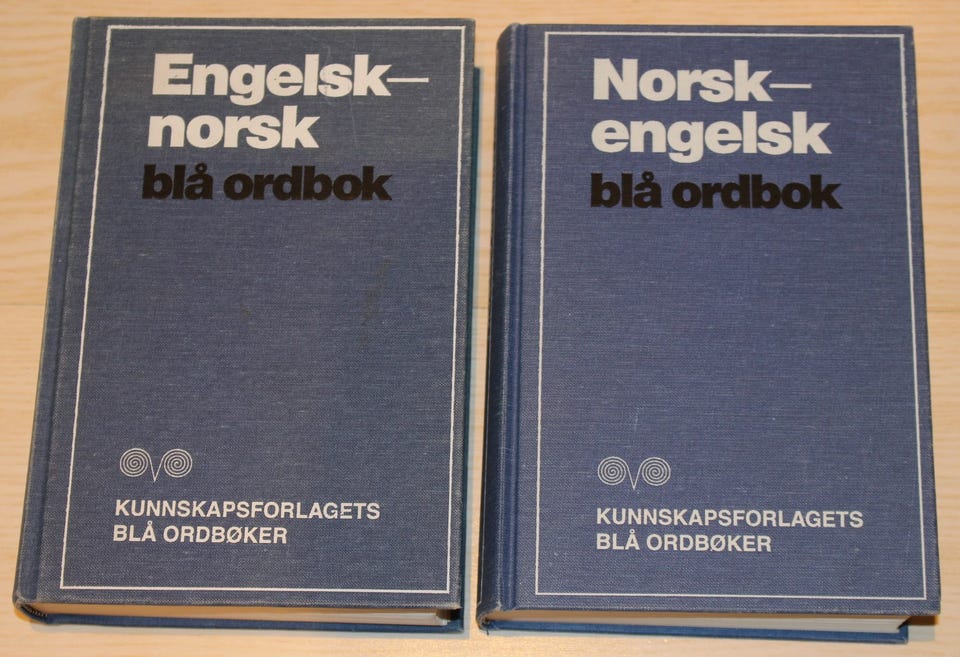 Engelsk–
norsk
blå ordbok
KUNNSKAPSFORLAGETS
BLÅ ORDBØKER
Norsk–
engelsk
blå ordbok
KUNNSKAPSFORLAGETS
BLÅ ORDBØKER